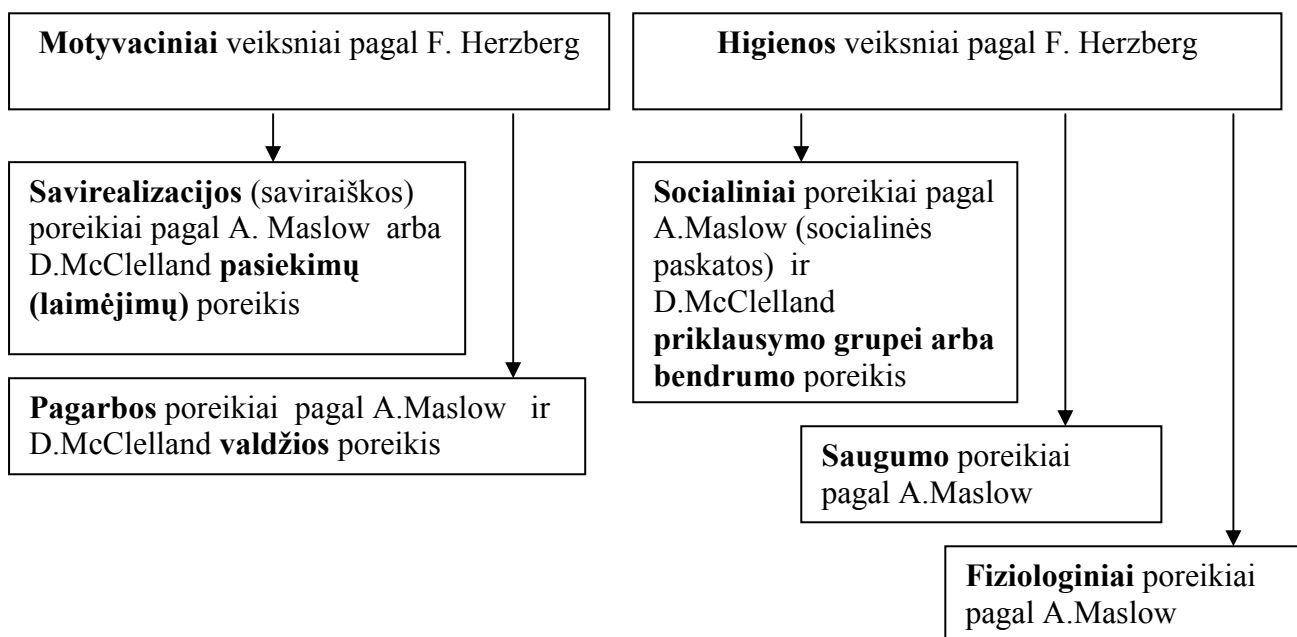 Motyvaciniai veiksniai pagal F. Herzberg
Higienos veiksniai pagal F. Herzberg
Savirealizacijos (saviraiškos)
poreikiai pagal A. Maslow arba
D.McClelland pasiekimų
(laimėjimų) poreikis
Pagarbos poreikiai pagal A.Maslow ir
D.McClelland valdžios poreikis
Socialiniai poreikiai pagal
A.Maslow (socialinės
paskatos) ir
D.McClelland
priklausymo grupei arba
bendrumo poreikis
Saugumo poreikiai
pagal A.Maslow
Fiziologiniai poreikiai
pagal A.Maslow